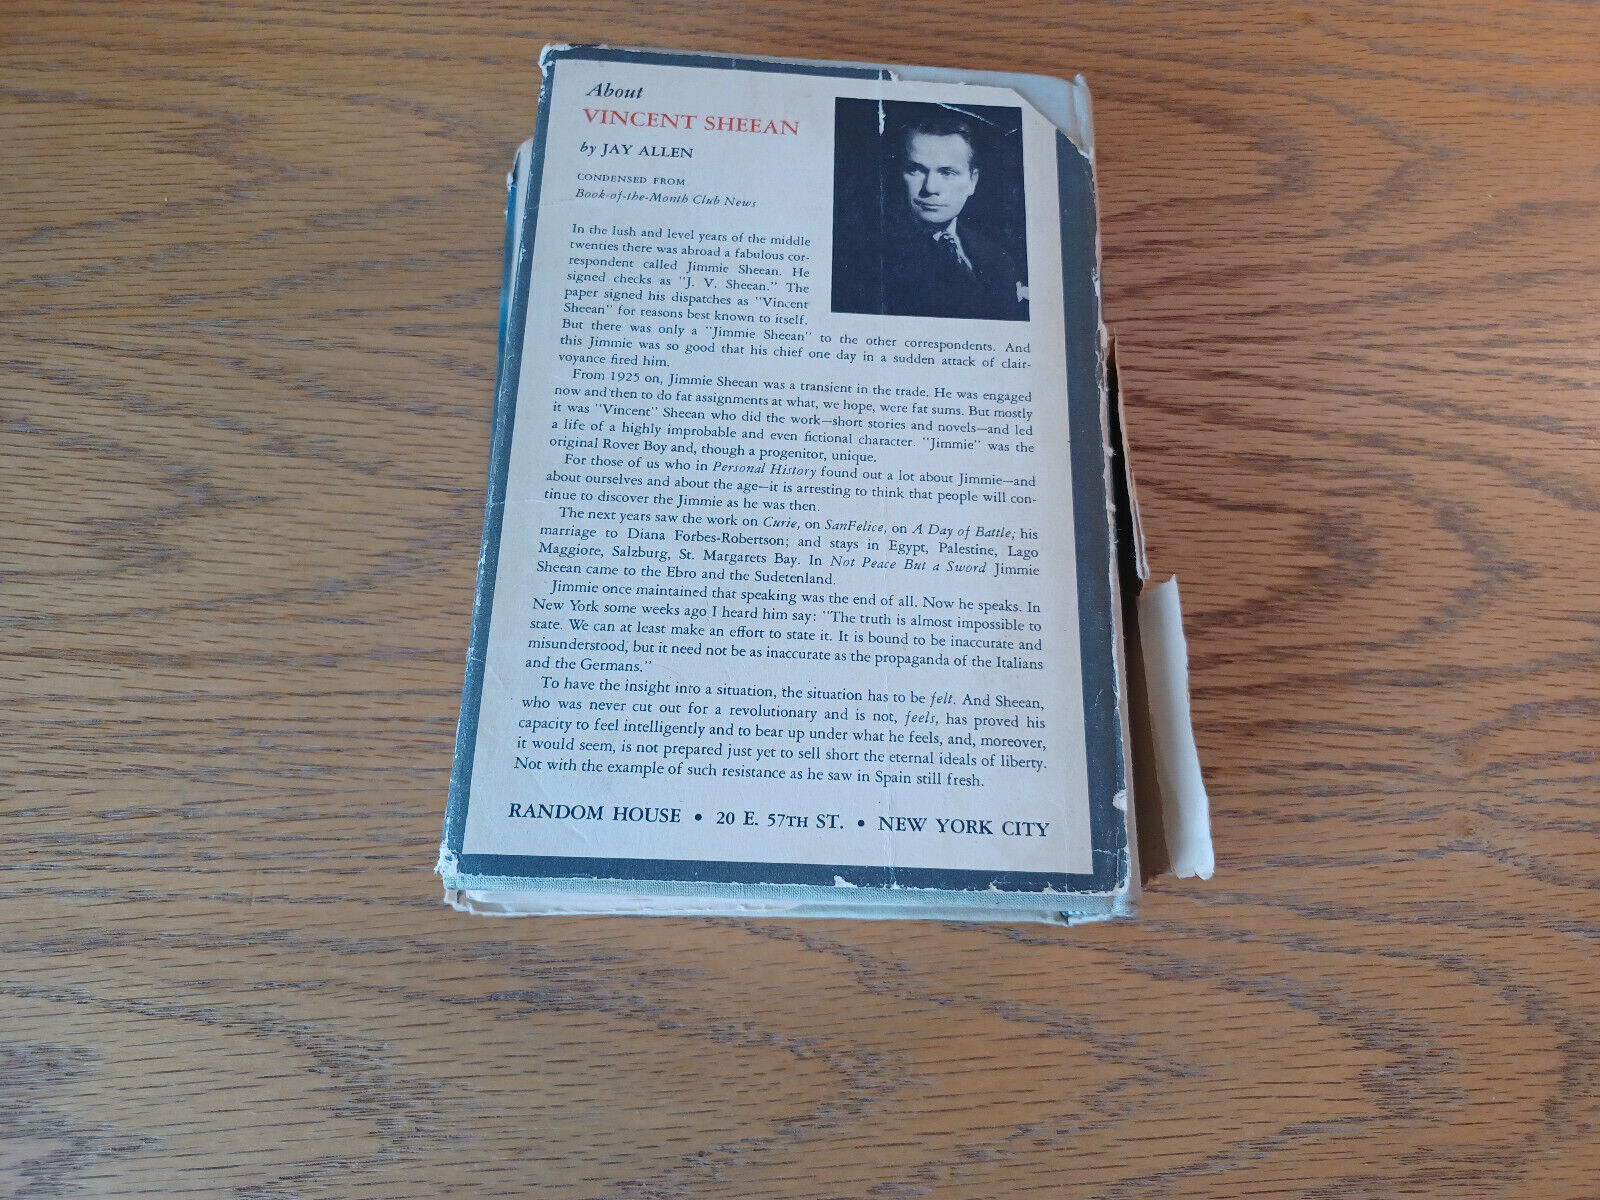 About
VINCENT SHEEAN
by JAY ALLEN
CONDENSED FROM
Book-of-the-Month Club News
In the lush and level years of the middle
twenties there was abroad a fabulous cor-
respondent called Jimmie Sheean. He
signed checks as "J. V. Sheean." The
paper signed his dispatches as "Vincent
Sheean" for reasons best known to itself.
But there was only a "Jimmie Sheean" to the other correspondents. And
this Jimmie was so good that his chief one day in a sudden attack of clair-
voyance fired him.
From 1925 on, Jimmie Sheean was a transient in the trade. He was engaged
now and then to do fat assignments at what, we hope, were fat sums. But mostly
it was "Vincent" Sheean who did the work—short stories and novels—and led
a life of a highly improbable and even fictional character. "Jimmie" was the
original Rover Boy and, though a progenitor, unique.
For those of us who in Personal History found out a lot about Jimmie—and
about ourselves and about the age—it is arresting to think that people will con-
tinue to discover the Jimmie as he was then.
The next years saw the work on Curie, on SanFelice, on A Day of Battle; his
marriage to Diana Forbes-Robertson; and stays in Egypt, Palestine, Lago
Maggiore, Salzburg, St. Margarets Bay. In Not Peace But a Sword Jimmie
Sheean came to the Ebro and the Sudetenland.
Jimmie once maintained that speaking was the end of all. Now he speaks. In
New York some weeks ago I heard him say: "The truth is almost impossible to
state. We can at least make an effort to state it. It is bound to be inaccurate and
misunderstood, but it need not be as inaccurate as the propaganda of the Italians
and the Germans."
To have the insight into a situation, the situation has to be felt. And Sheean,
who was never cut out for a revolutionary and is not, feels, has proved his
capacity to feel intelligently and to bear up under what he feels, and, moreover,
it would seem, is not prepared just yet to sell short the eternal ideals of liberty.
Not with the example of such resistance as he saw in Spain still fresh.
RANDOM HOUSE • 20 E. 57TH ST. • NEW YORK CITY